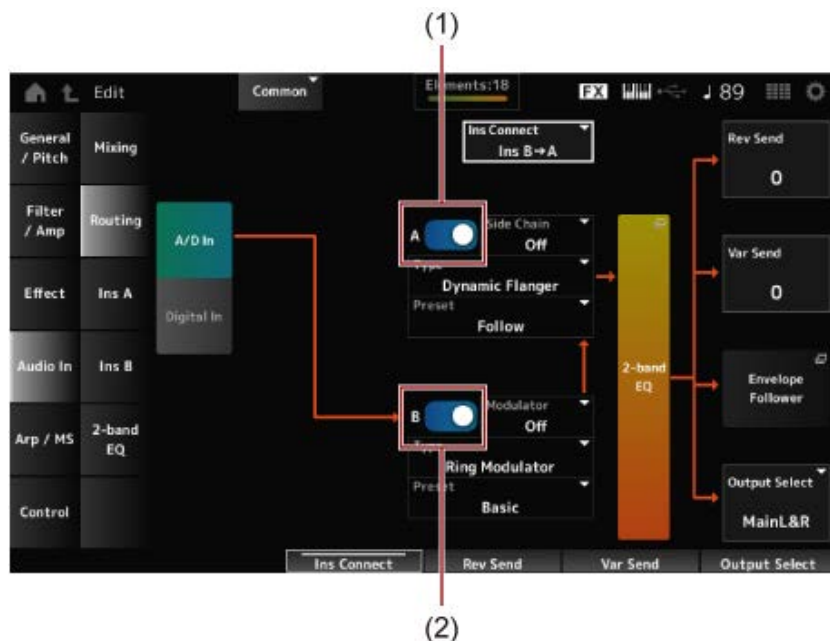 (1)
Edit
Common
Elements:18
FX
♩ 89
General / Pitch
Filter / Amp
Effect
Audio In
Arp / MS
Control
Mixing
Routing
Ins A
Ins B
2-band EQ
A/D In
Digital In
Ins Connect
Ins B→A
A
Side Chain
Off
Type
Dynamic Flanger
Preset
Follow
B
Modulator
Off
Type
Ring Modulator
Preset
Basic
2-band EQ
Rev Send
0
Var Send
0
Envelope Follower
Output Select
MainL&R
Ins Connect
Rev Send
Var Send
Output Select
(2)